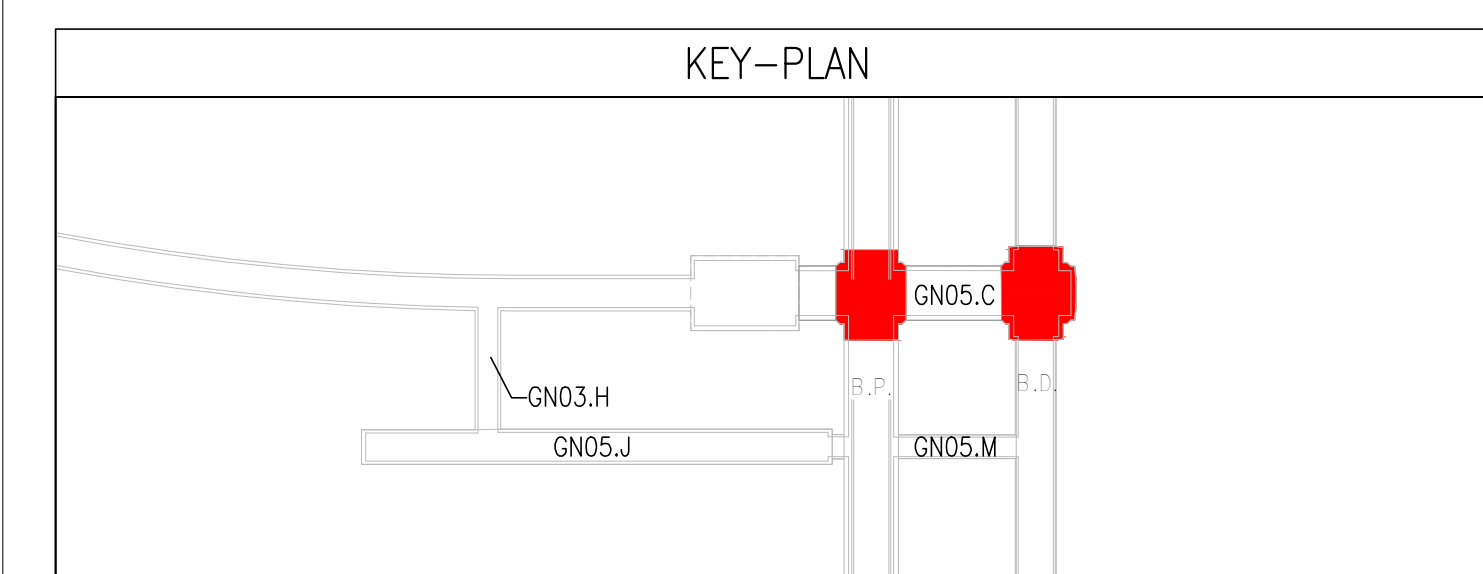 KEY-PLAN
GN05.C
B.P.
B.D.
GN03.H
GN05.J
GN05.M